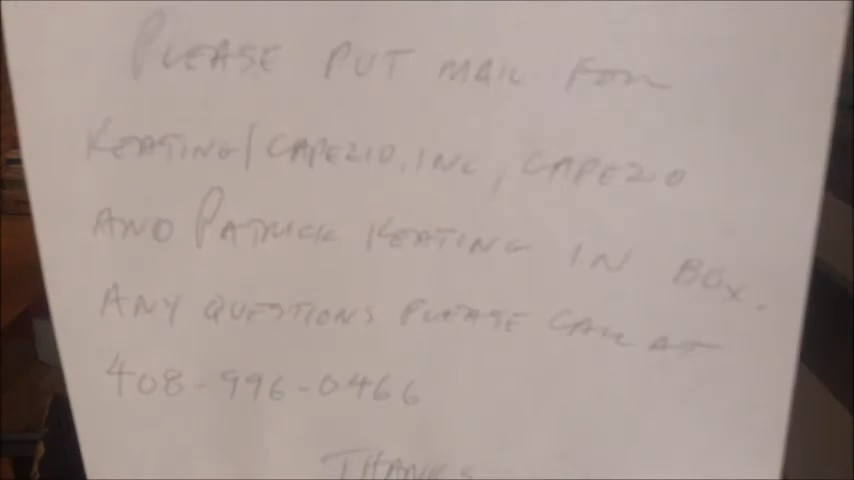 PLEASE PUT MAIL FOR
KEATING/CAPEZIO, INC, CAPEZIO
AND PATRICK KEATING IN BOX.
ANY QUESTIONS PLEASE CALL AT
408-996-0466
THANKS